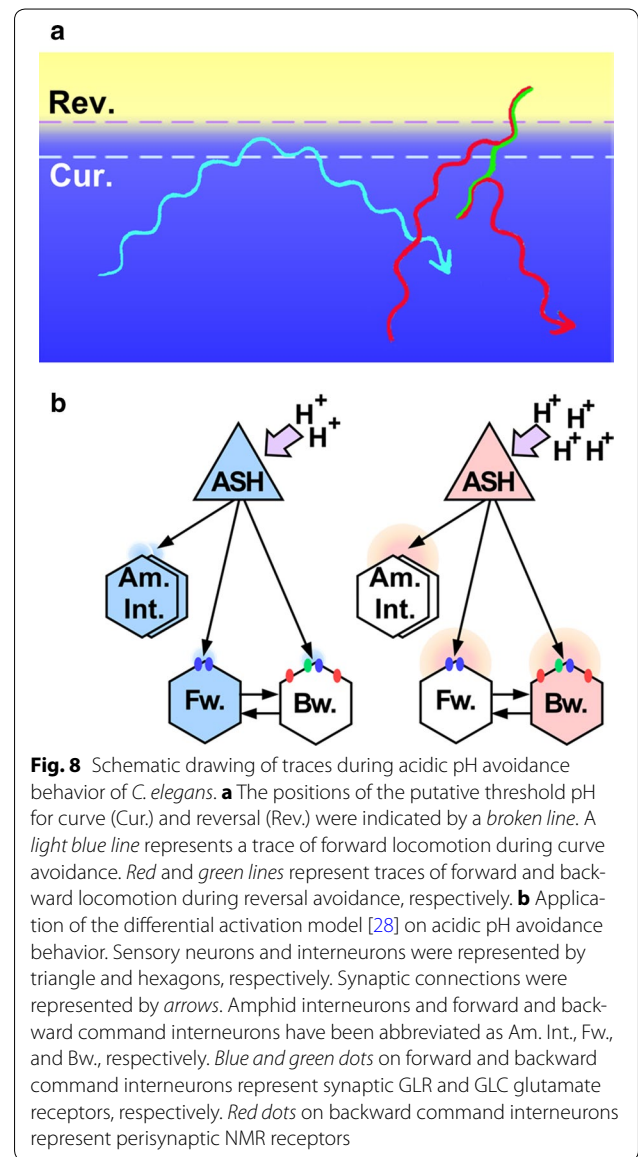 a
Rev.
Cur.
b
H+
H+
H+ H+
H+ H+
ASH
ASH
Am.
Int.
Am.
Int.
Fw.
Bw.
Fw.
Bw.
Fig. 8 Schematic drawing of traces during acidic pH avoidance
behavior of C. elegans. a The positions of the putative threshold pH
for curve (Cur.) and reversal (Rev.) were indicated by a broken line. A
light blue line represents a trace of forward locomotion during curve
avoidance. Red and green lines represent traces of forward and back-
ward locomotion during reversal avoidance, respectively. b Applica-
tion of the differential activation model [28] on acidic pH avoidance
behavior. Sensory neurons and interneurons were represented by
triangle and hexagons, respectively. Synaptic connections were
represented by arrows. Amphid interneurons and forward and back-
ward command interneurons have been abbreviated as Am. Int., Fw.,
and Bw., respectively. Blue and green dots on forward and backward
command interneurons represent synaptic GLR and GLC glutamate
receptors, respectively. Red dots on backward command interneurons
represent perisynaptic NMR receptors